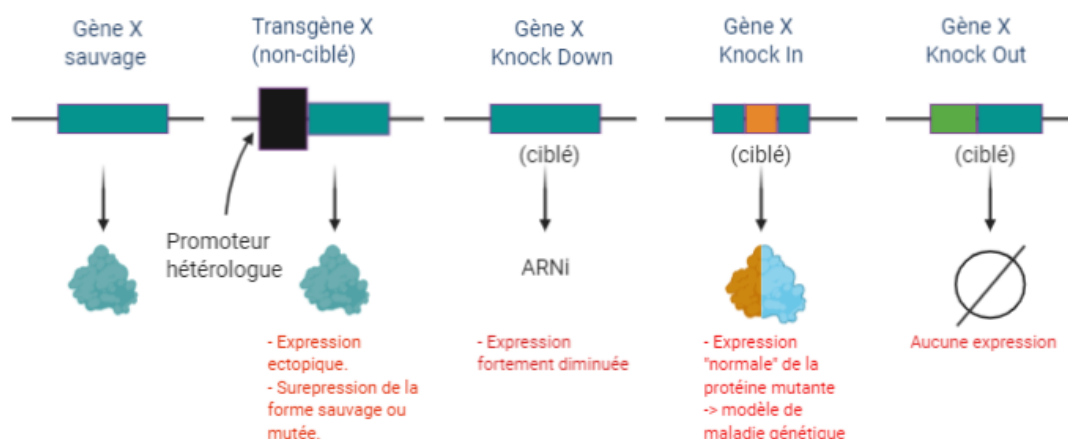 Gène X
sauvage
Transgène X
(non-ciblé)
Gène X
Knock Down
Gène X
Knock In
Gène X
Knock Out
(ciblé)
(ciblé)
(ciblé)
Promoteur
hétérologue
ARNi
- Expression
ectopique.
- Surepression de la
forme sauvage ou
mutée.
- Expression
fortement diminuée
- Expression
"normale" de la
protéine mutante
-> modèle de
maladie génétique
Aucune expression